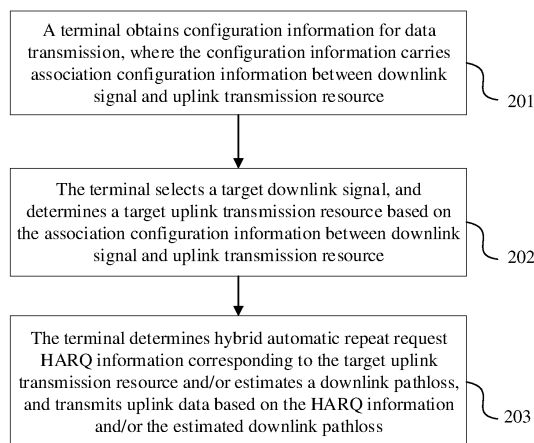 A terminal obtains configuration information for data
transmission, where the configuration information carries
association configuration information between downlink
signal and uplink transmission resource
201
The terminal selects a target downlink signal, and
determines a target uplink transmission resource based on
the association configuration information between downlink
signal and uplink transmission resource
202
The terminal determines hybrid automatic repeat request
HARQ information corresponding to the target uplink
transmission resource and/or estimates a downlink pathloss,
and transmits uplink data based on the HARQ information
and/or the estimated downlink pathloss
203